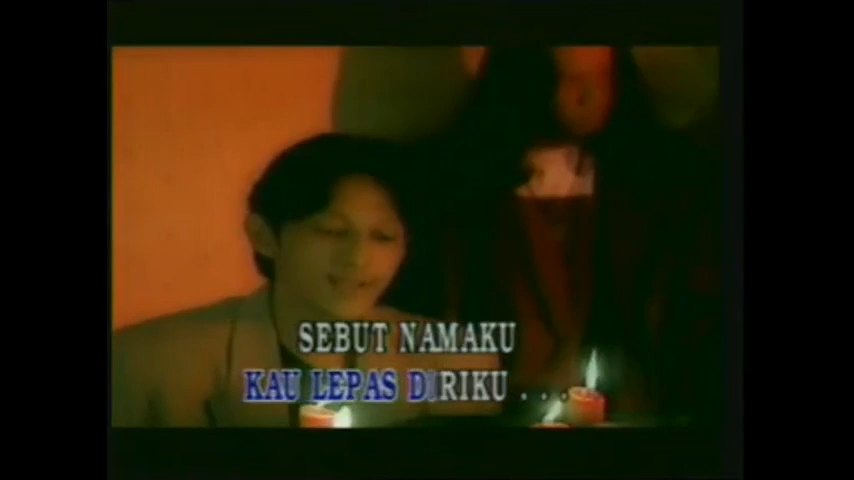 SEBUT NAMAKU
KAU LEPAS DIRIKU . . .